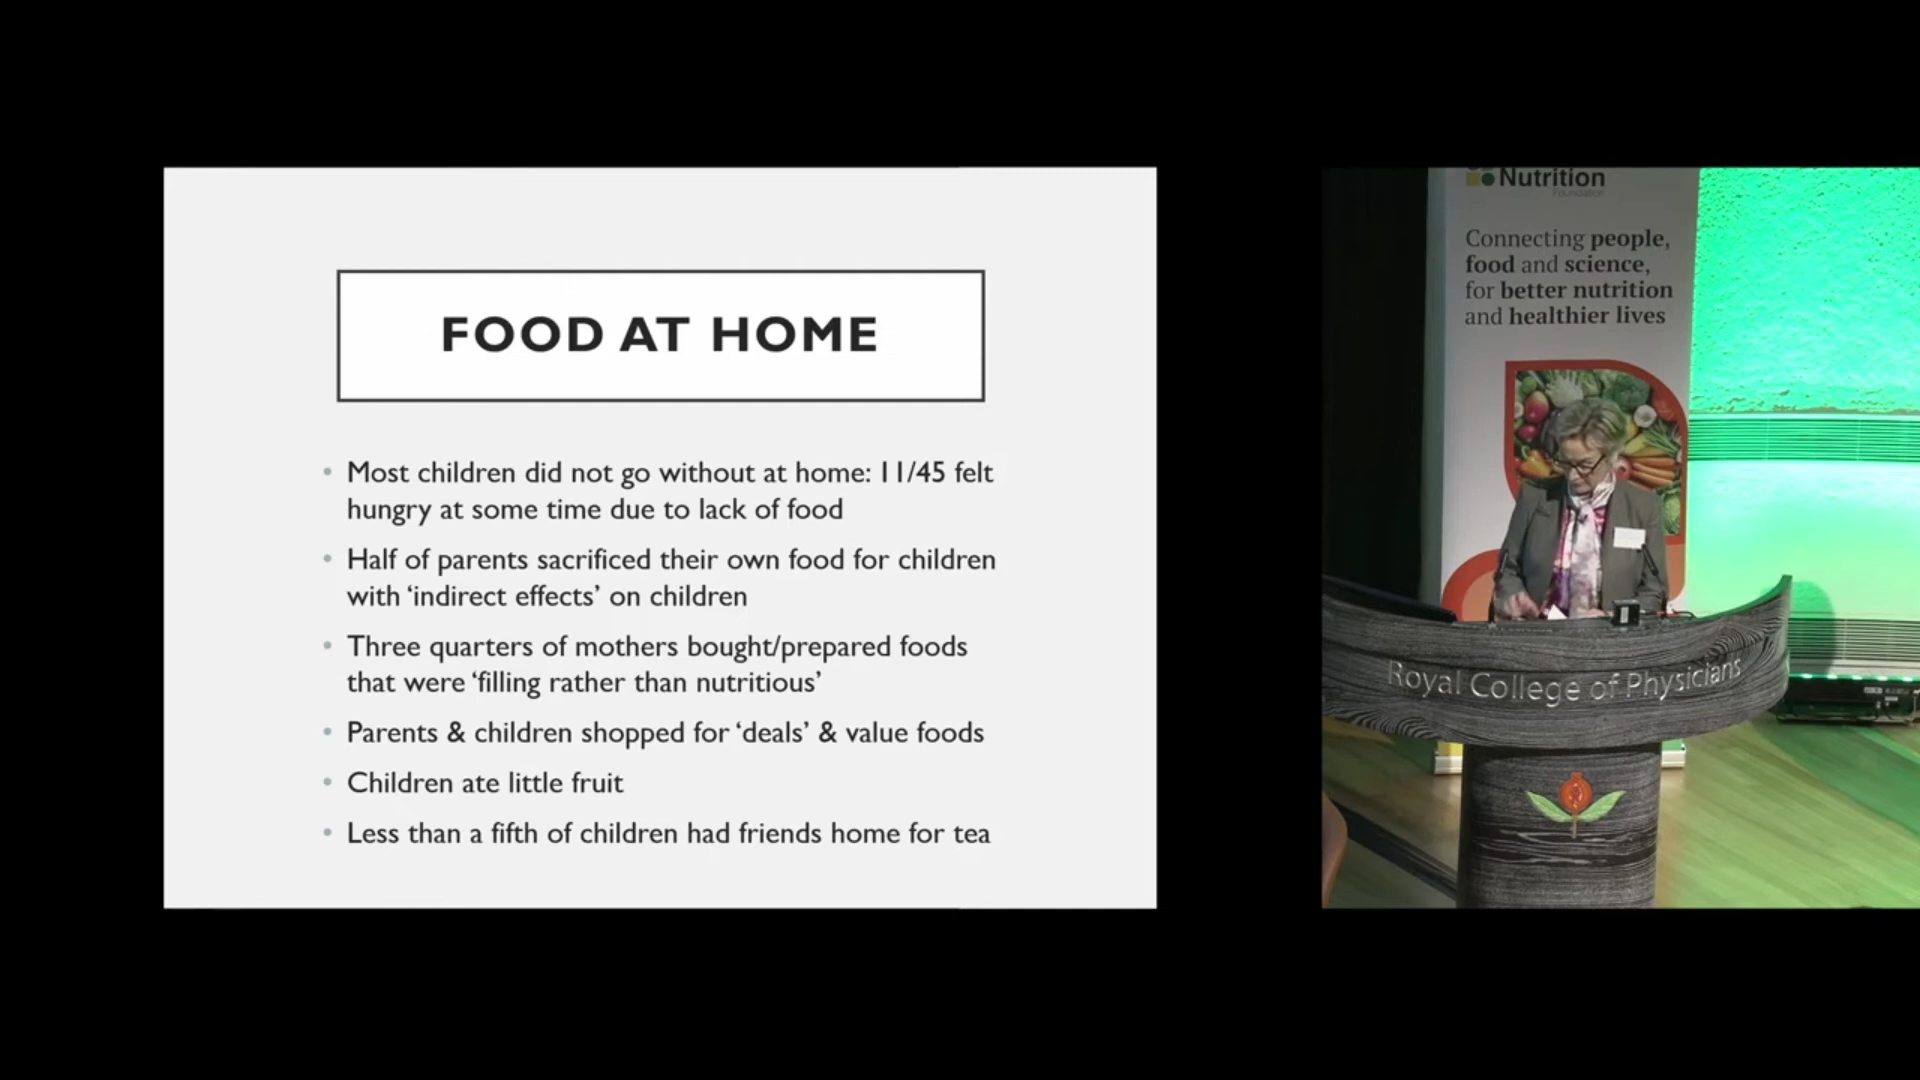 FOOD AT HOME
• Most children did not go without at home: 11/45 felt
hungry at some time due to lack of food
• Half of parents sacrificed their own food for children
with ‘indirect effects’ on children
• Three quarters of mothers bought/prepared foods
that were ‘filling rather than nutritious’
• Parents & children shopped for ‘deals’ & value foods
• Children ate little fruit
• Less than a fifth of children had friends home for tea
Nutrition
Foundation
Connecting people,
food and science,
for better nutrition
and healthier lives
Royal College of Physicians